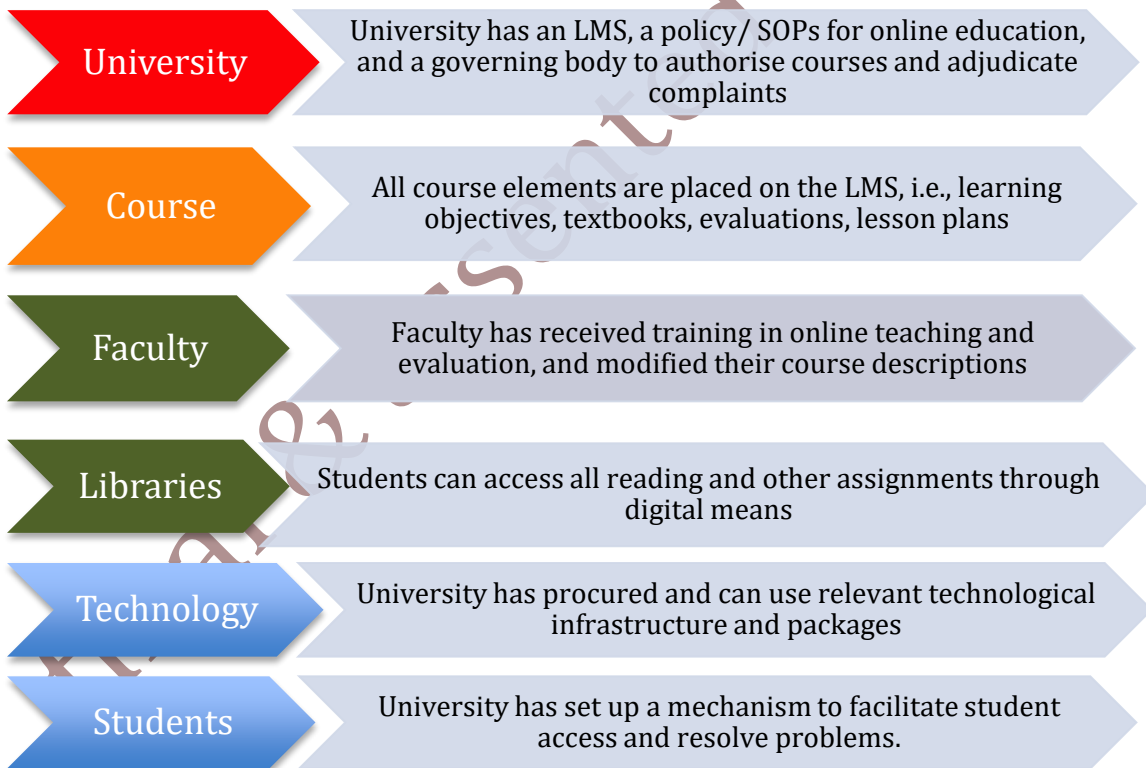 University
University has an LMS, a policy/ SOPs for online education,
and a governing body to authorise courses and adjudicate
complaints
Course
All course elements are placed on the LMS, i.e., learning
objectives, textbooks, evaluations, lesson plans
Faculty
Faculty has received training in online teaching and
evaluation, and modified their course descriptions
Libraries
Students can access all reading and other assignments through
digital means
Technology
University has procured and can use relevant technological
infrastructure and packages
Students
University has set up a mechanism to facilitate student
access and resolve problems.